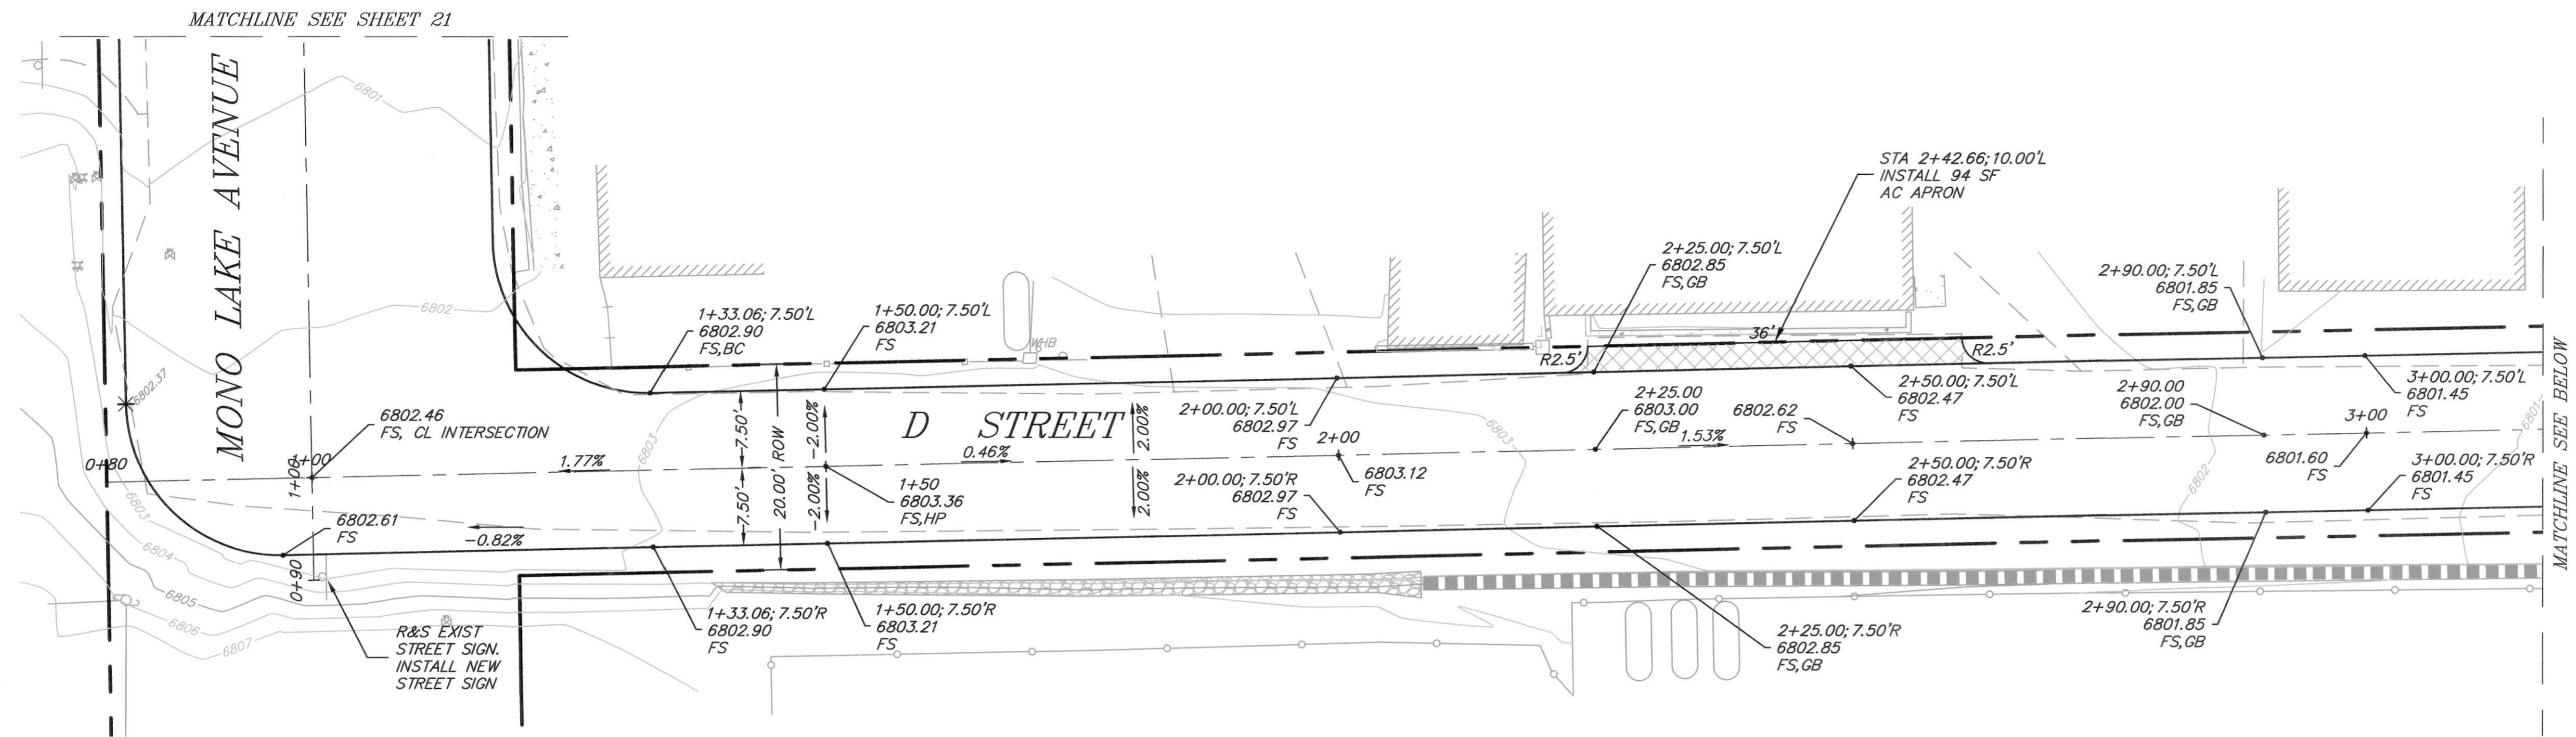 MATCHLINE SEE SHEET 21
MONO LAKE AVENUE
6801
6802
6802.37
0+80
1+00
1+00
0+90
6802.46
FS, CL INTERSECTION
6802.61
FS
-0.82%
1.77%
6803
6804
6805
6806
6807
R&S EXIST
STREET SIGN.
INSTALL NEW
STREET SIGN
1+33.06; 7.50'L
6802.90
FS,BC
1+50.00; 7.50'L
6803.21
FS
6803
7.50'
7.50'
20.00' ROW
-2.00%
-2.00%
1+50
6803.36
FS,HP
1+33.06; 7.50'R
6802.90
FS
1+50.00; 7.50'R
6803.21
FS
WHB
D STREET
0.46%
2.00%
2.00%
2+00.00; 7.50'L
6802.97
FS
2+00
6803.12
FS
2+00.00; 7.50'R
6802.97
FS
6803
R2.5'
2+25.00; 7.50'L
6802.85
FS,GB
STA 2+42.66; 10.00'L
INSTALL 94 SF
AC APRON
36'
R2.5'
2+25.00
6803.00
FS,GB
1.53%
6802.62
FS
2+50.00; 7.50'L
6802.47
FS
2+50.00; 7.50'R
6802.47
FS
2+25.00; 7.50'R
6802.85
FS,GB
2+90.00; 7.50'L
6801.85
FS,GB
2+90.00
6802.00
FS,GB
6802
3+00.00; 7.50'L
6801.45
FS
3+00
6801.60
FS
3+00.00; 7.50'R
6801.45
FS
2+90.00; 7.50'R
6801.85
FS,GB
6801
MATCHLINE SEE BELOW